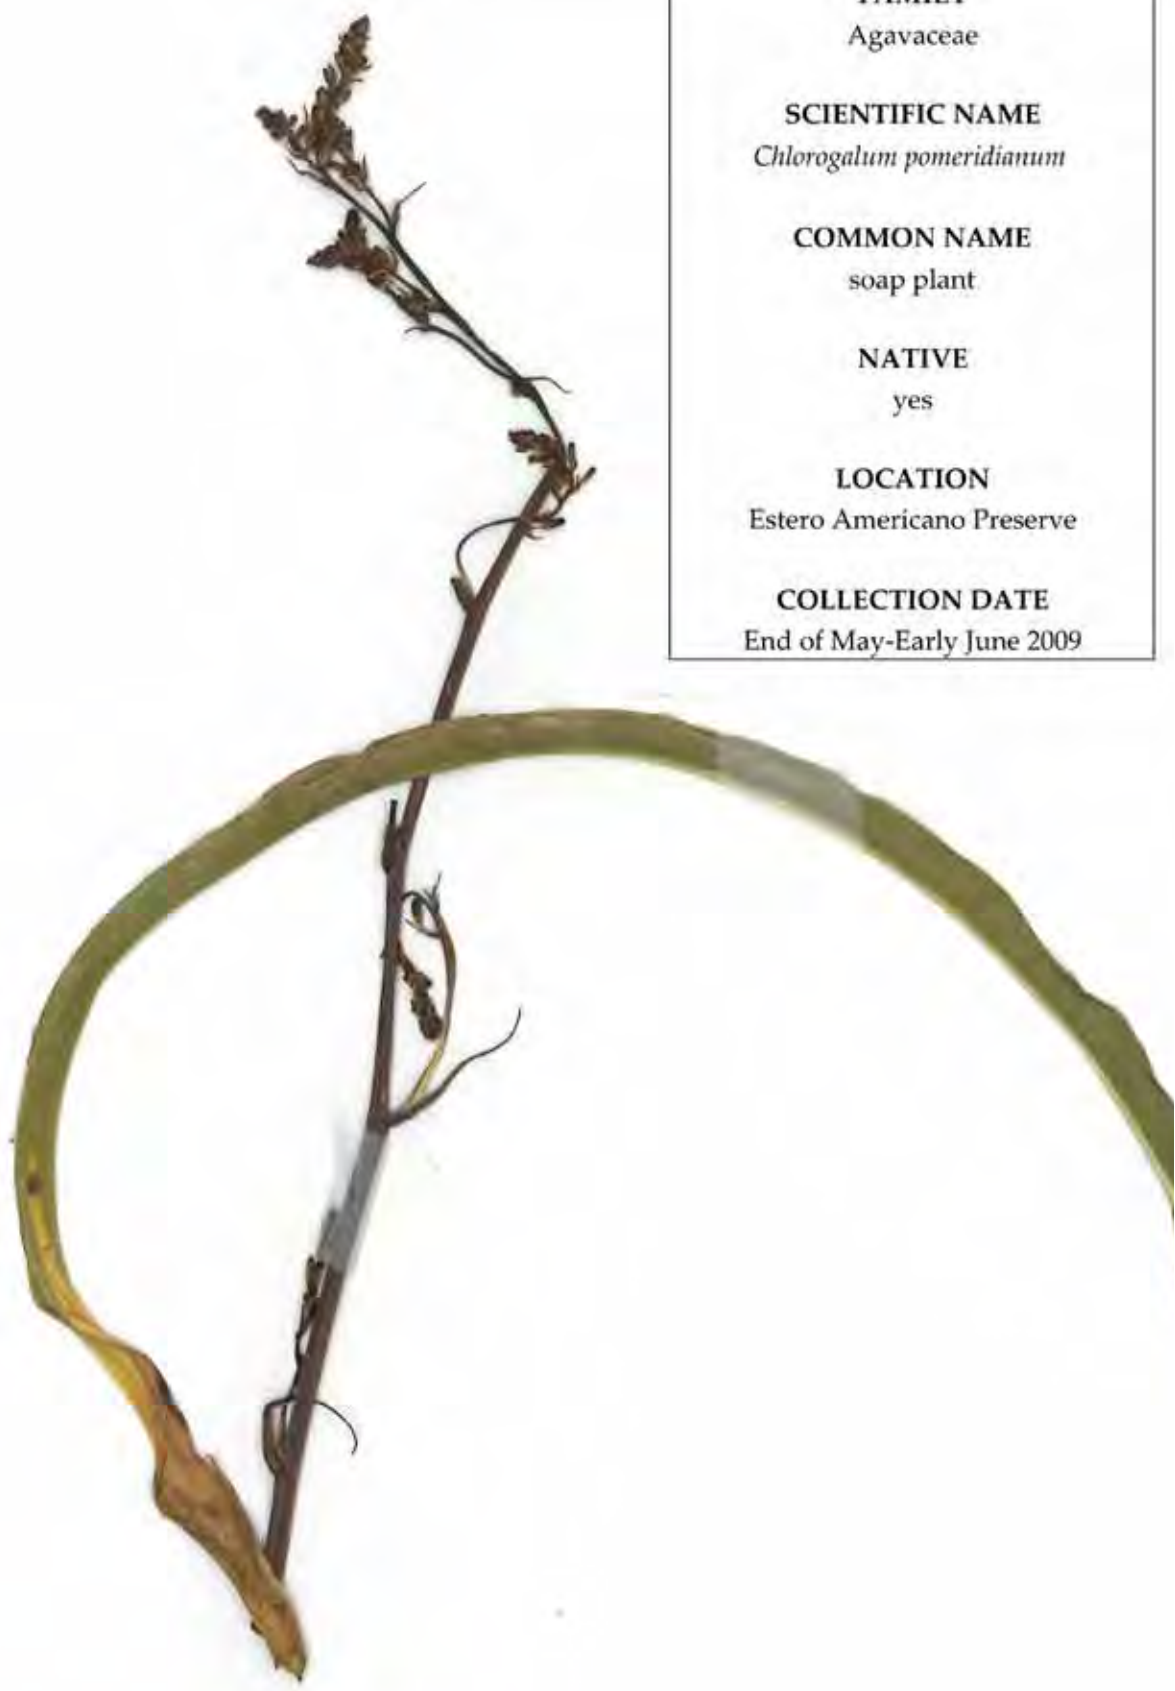 FAMILY
Agavaceae
SCIENTIFIC NAME
Chlorogalum pomeridianum
COMMON NAME
soap plant
NATIVE
yes
LOCATION
Estero Americano Preserve
COLLECTION DATE
End of May-Early June 2009